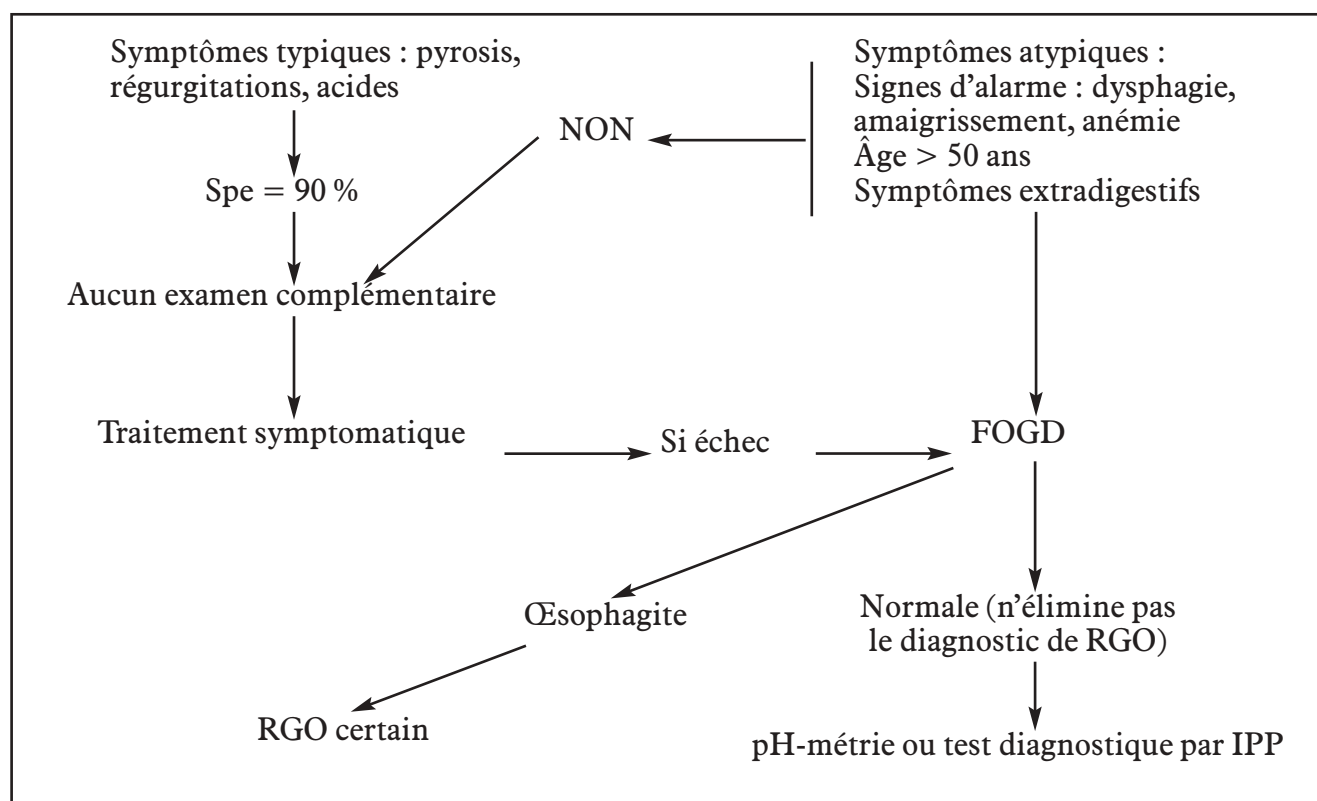 Symptômes typiques : pyrosis,
régurgitations, acides
Symptômes atypiques :
Signes d'alarme : dysphagie,
amaigrissement, anémie
Âge > 50 ans
Symptômes extradigestifs
NON
Spe = 90 %
Aucun examen complémentaire
Traitement symptomatique
Si échec
FOGD
Œsophagite
Normale (n'élimine pas
le diagnostic de RGO)
RGO certain
pH-métrie ou test diagnostique par IPP